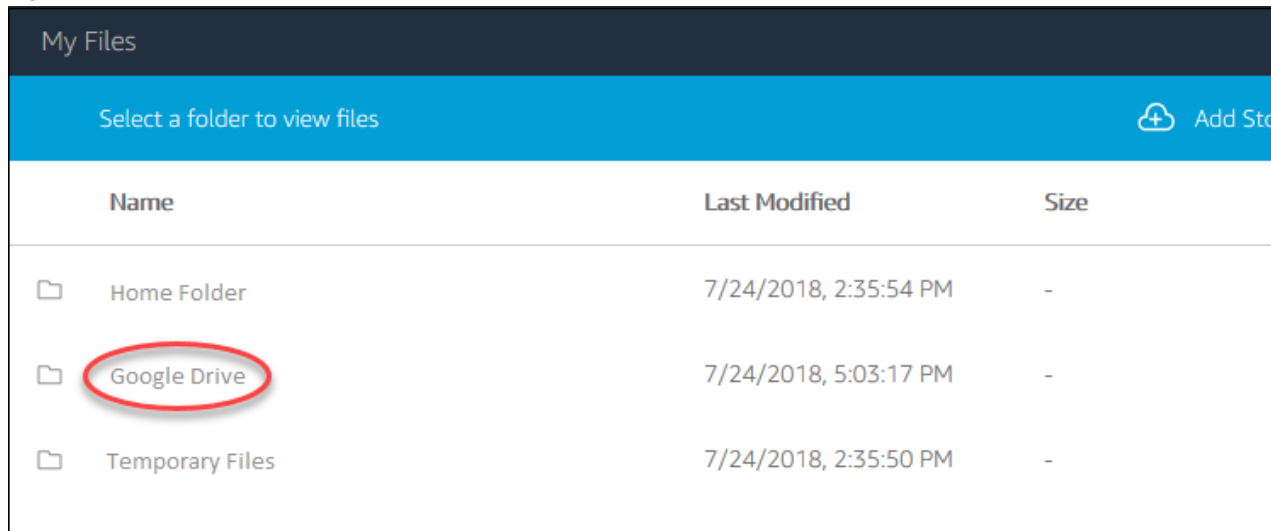 My Files
Select a folder to view files Add Sto
Name Last Modified Size
Home Folder 7/24/2018, 2:35:54 PM -
Google Drive 7/24/2018, 5:03:17 PM -
Temporary Files 7/24/2018, 2:35:50 PM -